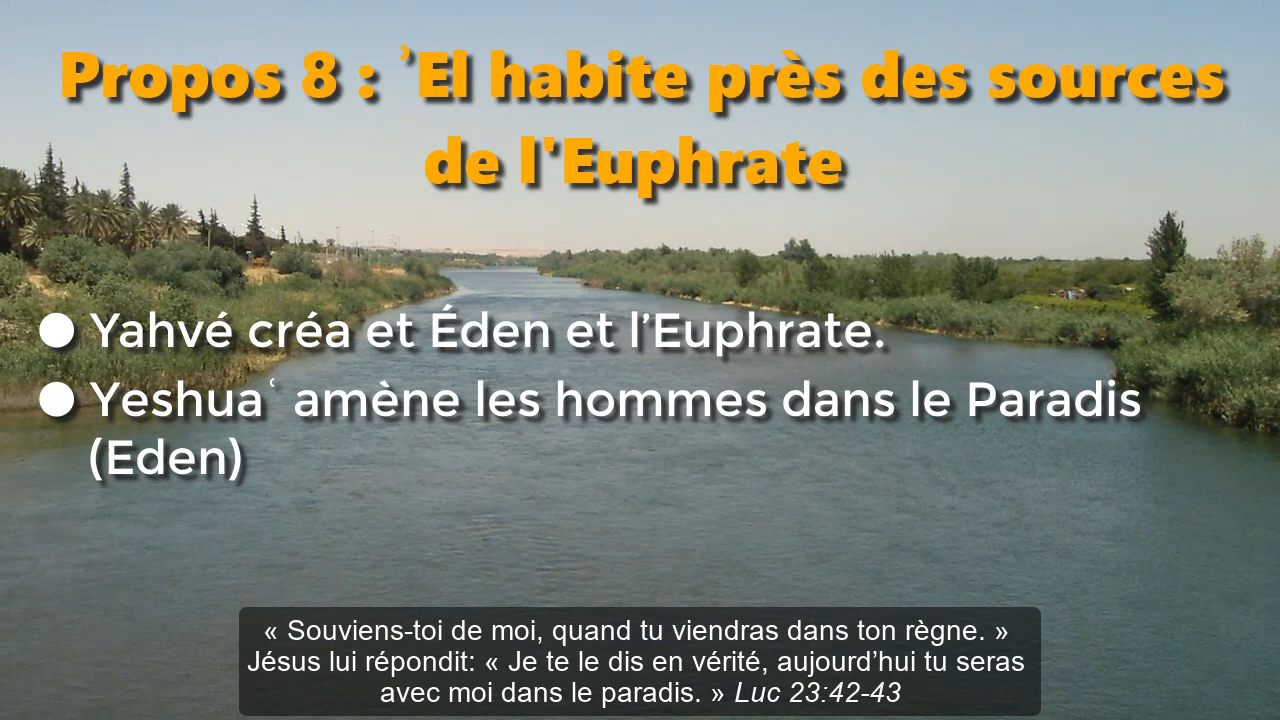 Propos 8 : ʾEl habite près des sources
de l'Euphrate
● Yahvé créa et Éden et l’Euphrate.
● Yeshuaʿ amène les hommes dans le Paradis
(Eden)
« Souviens-toi de moi, quand tu viendras dans ton règne. »
Jésus lui répondit: « Je te le dis en vérité, aujourd’hui tu seras
avec moi dans le paradis. » Luc 23:42-43